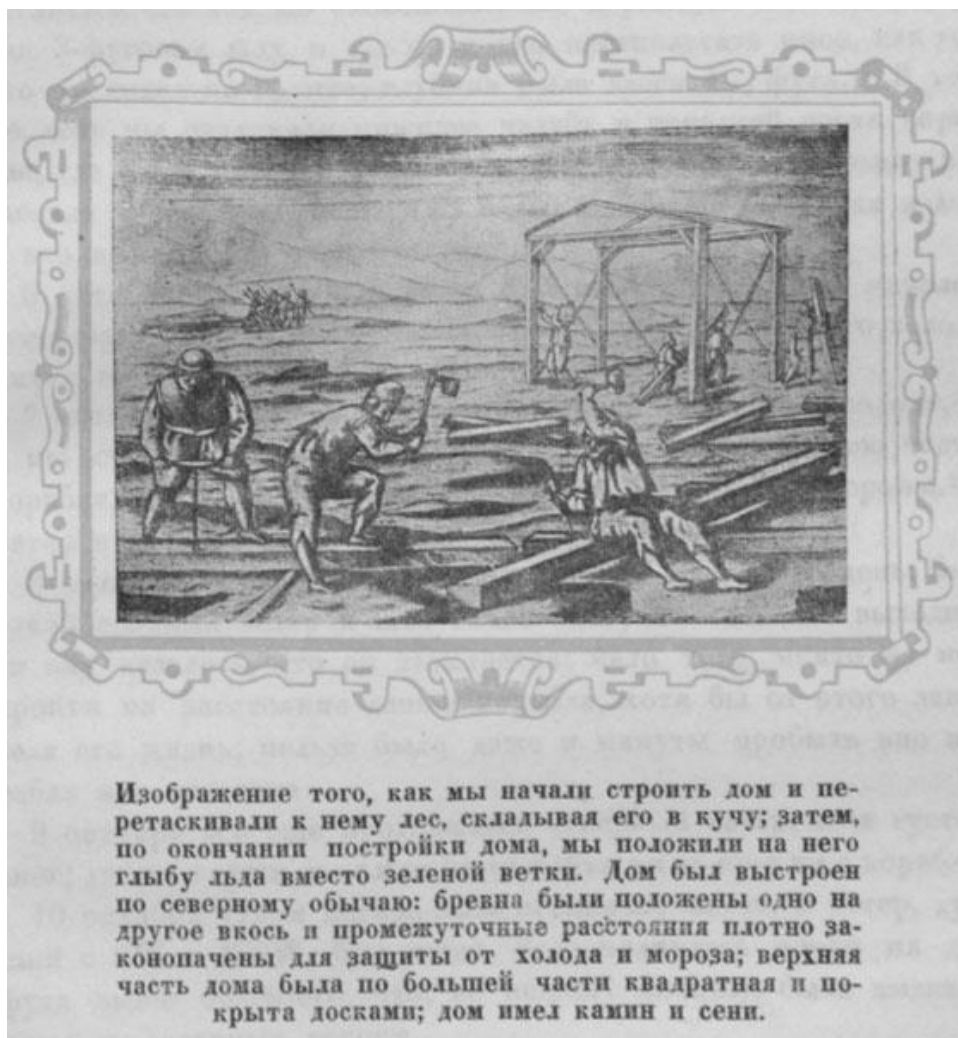 Изображение того, как мы начали строить дом и пе-
ретаскивали к нему лес, складывая его в кучу; затем,
по окончании постройки дома, мы положили на него
глыбу льда вместо зеленой ветки. Дом был выстроен
по северному обычаю: бревна были положены одно на
другое вкось и промежуточные расстояния плотно за-
конопачены для защиты от холода и мороза; верхняя
часть дома была по большей части квадратная и по-
крыта досками; дом имел камин и сени.